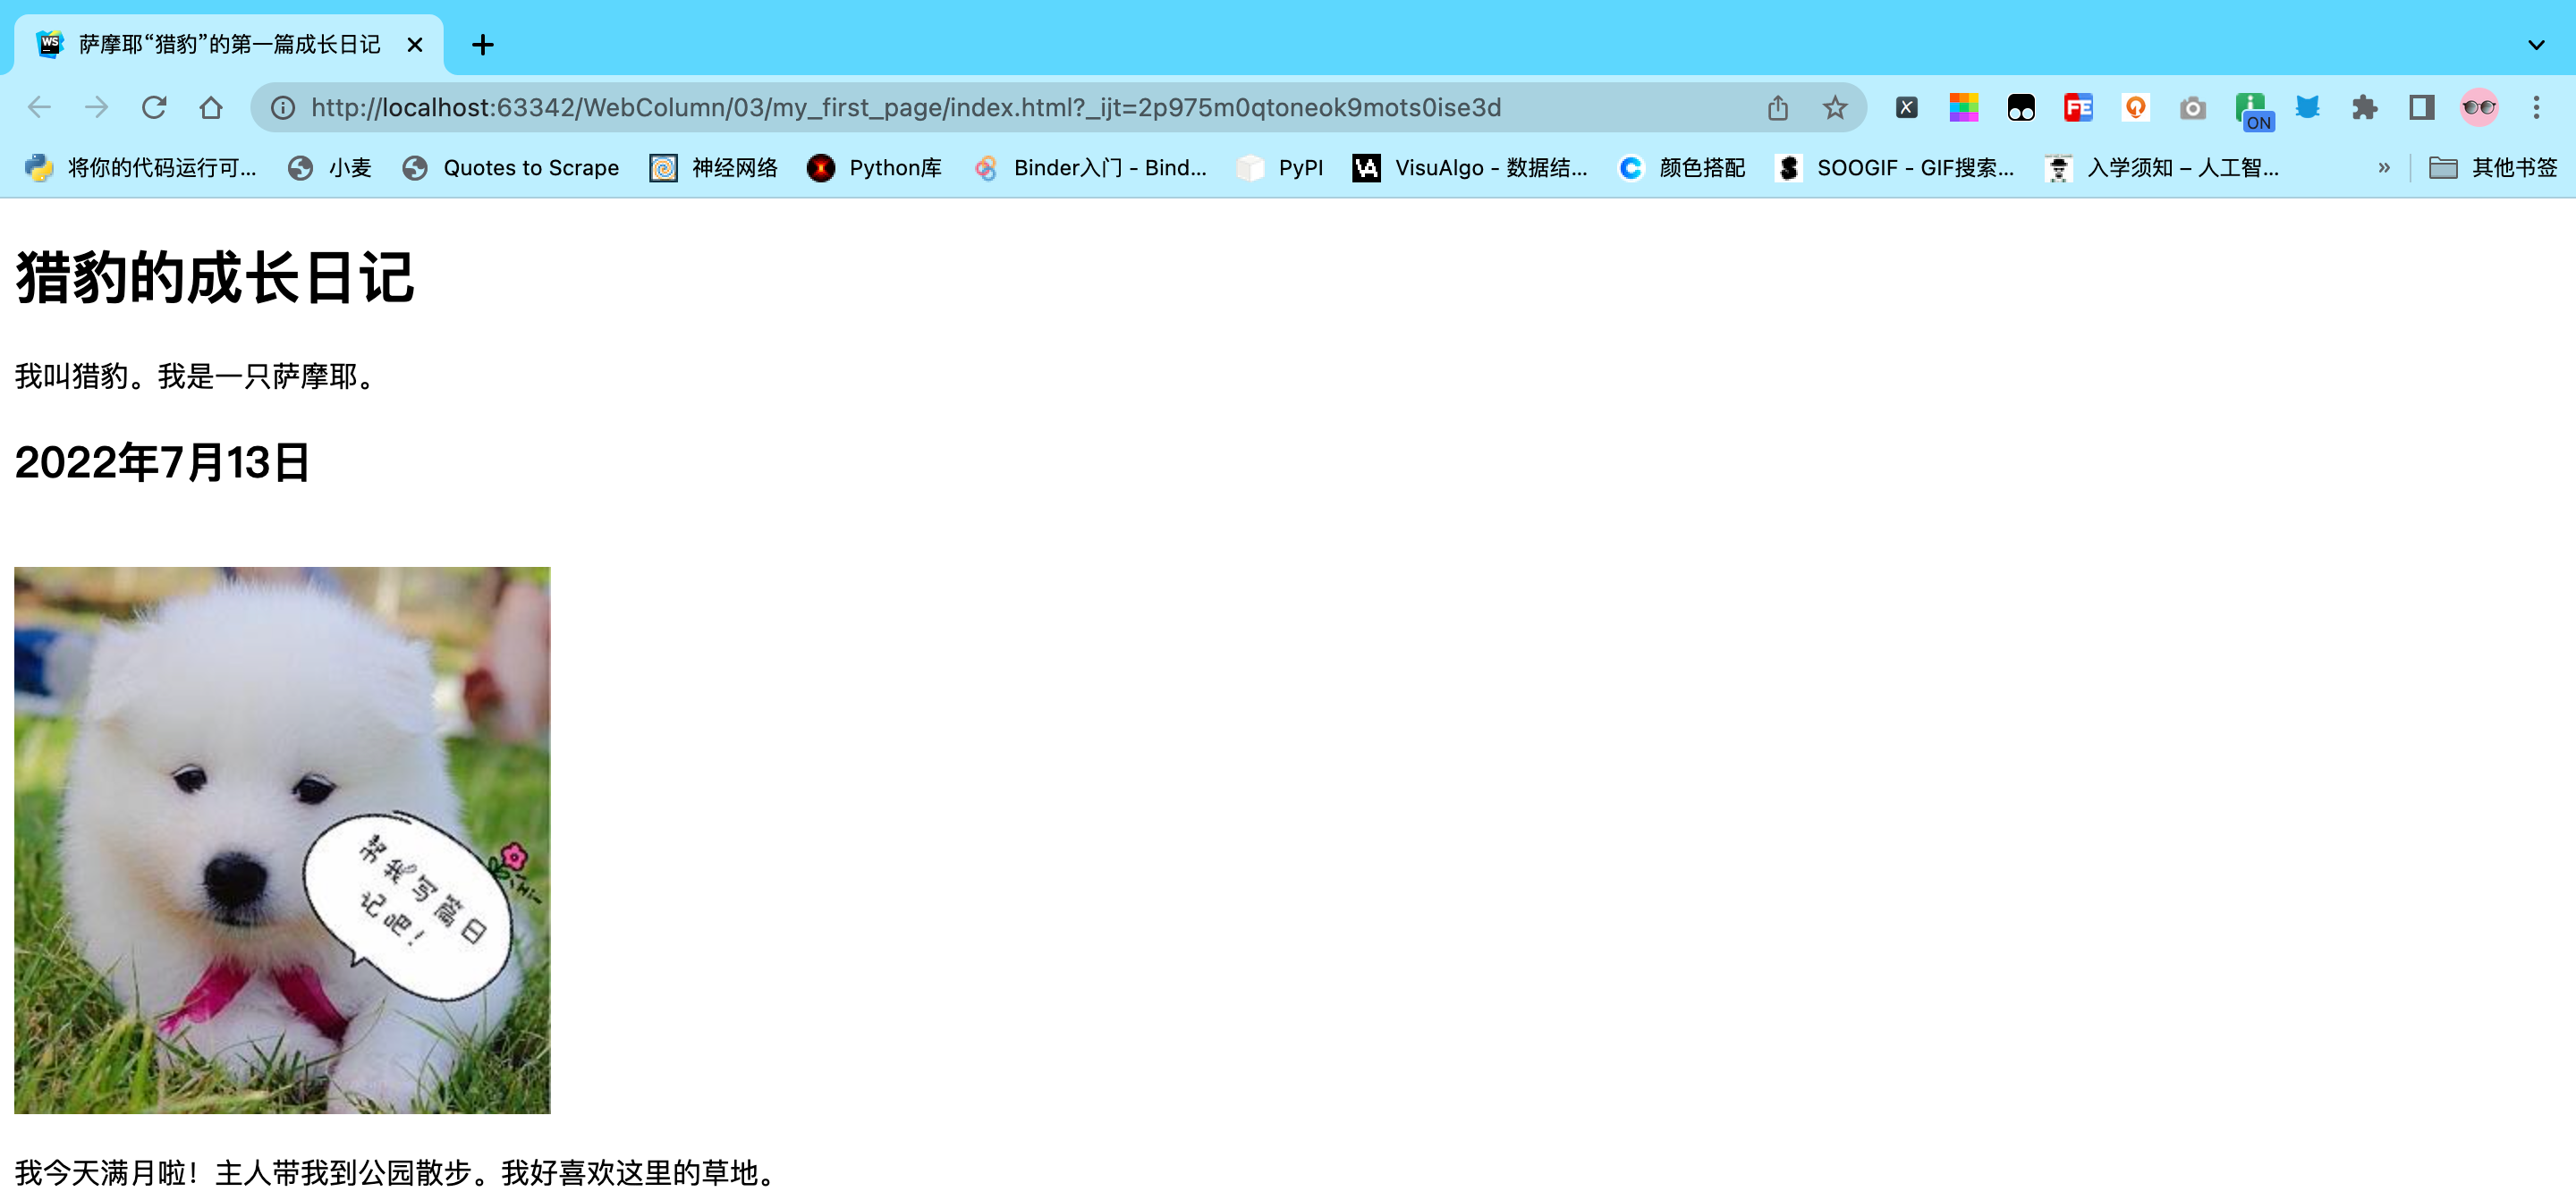 WS 萨摩耶“猎豹”的第一篇成长日记
http://localhost:63342/WebColumn/03/my_first_page/index.html?_ijt=2p975m0qtoneok9mots0ise3d
X FE ON
将你的代码运行可... 小麦 Quotes to Scrape 神经网络 Python库 Binder入门 - Bind... PyPI VisuAlgo - 数据结... C 颜色搭配 SOOGIF - GIF搜索... 入学须知 – 人工智... » 其他书签
猎豹的成长日记
我叫猎豹。我是一只萨摩耶。
2022年7月13日
帮我写篇日
记吧！
Hi~
我今天满月啦！主人带我到公园散步。我好喜欢这里的草地。